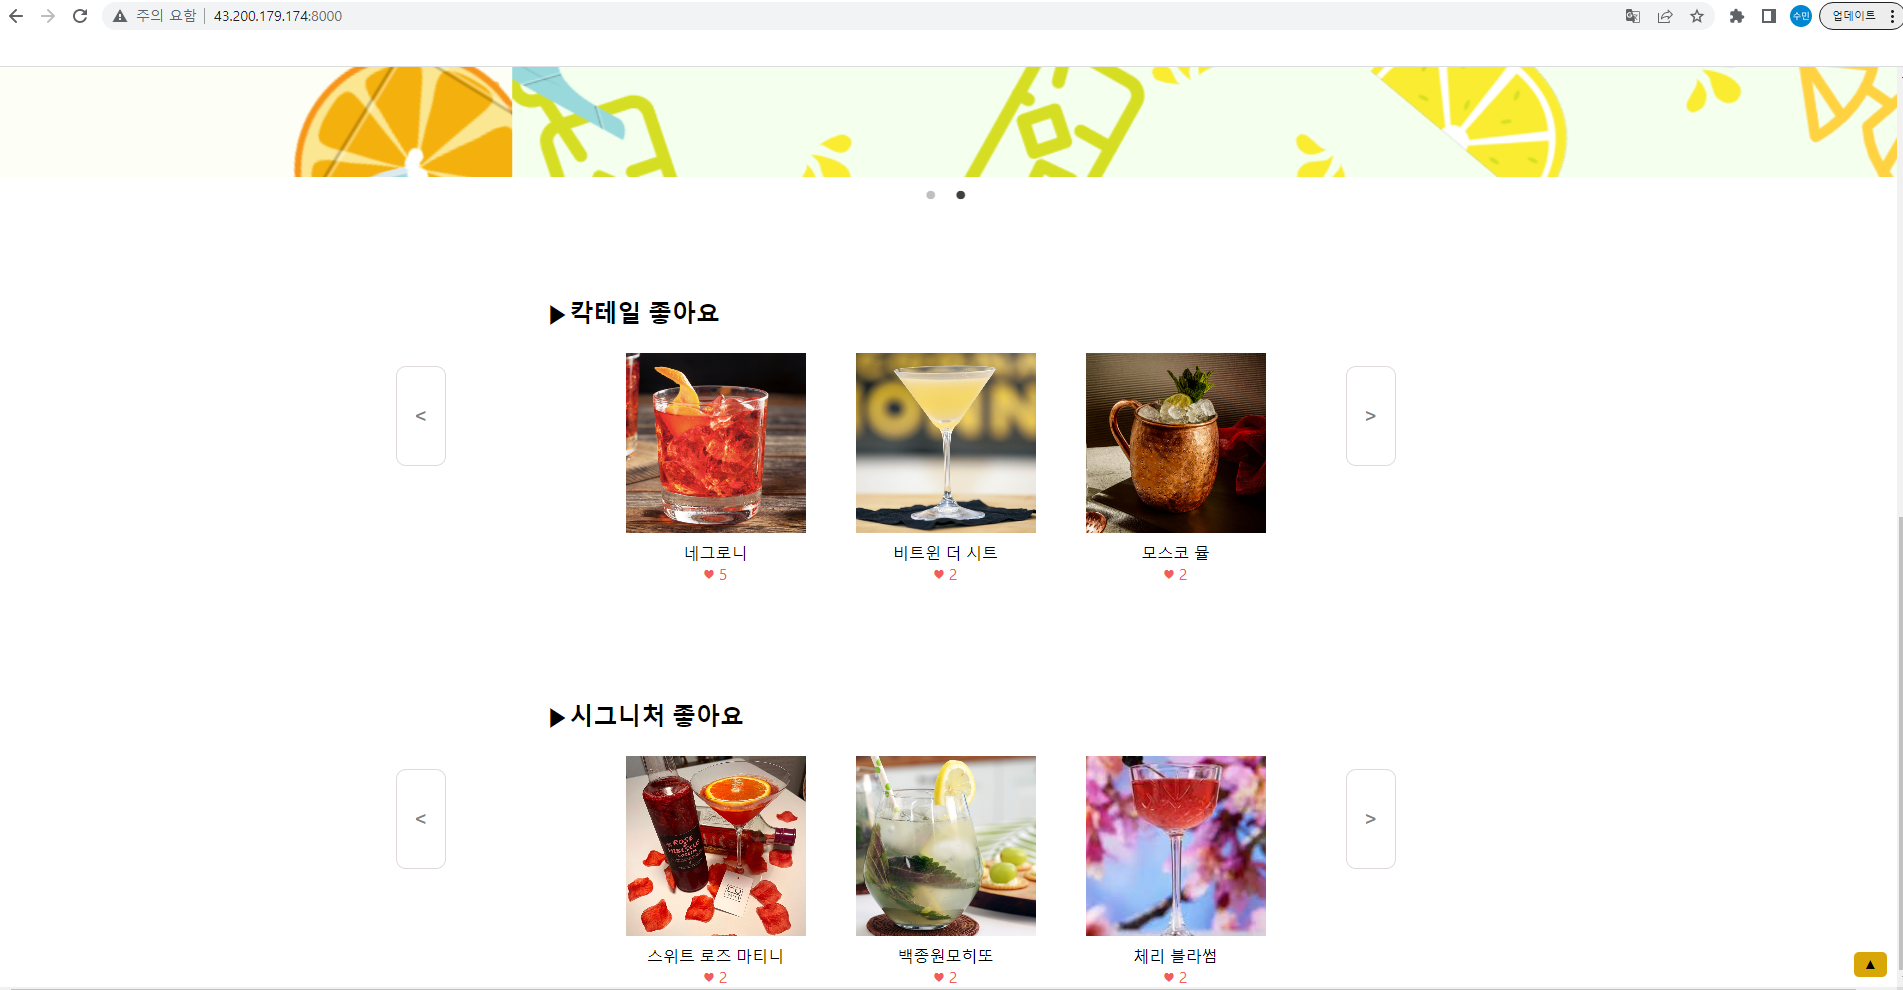 주의 요함 | 43.200.179.174:8000
수민
업데이트
▶칵테일 좋아요
<
>
네그로니
비트윈 더 시트
모스코 뮬
♥ 5
♥ 2
♥ 2
▶시그니처 좋아요
<
>
ROSE
스위트 로즈 마티니
백종원모히또
체리 블라썸
♥ 2
♥ 2
♥ 2
▲